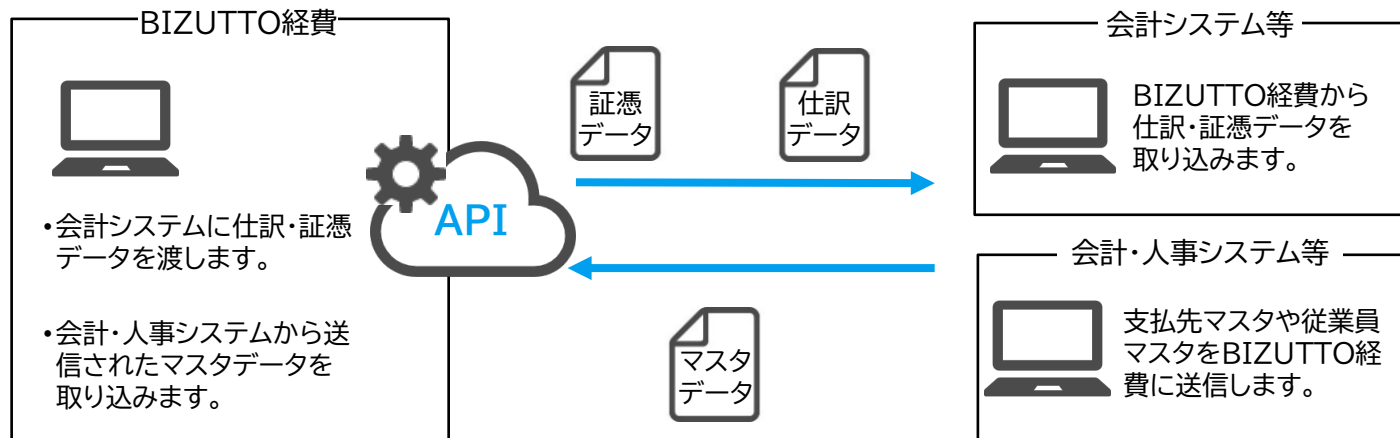 BIZUTTO経費
・会計システムに仕訳・証憑
データを渡します。
・会計・人事システムから送
信されたマスタデータを
取り込みます。
API
証憑
データ
仕訳
データ
マスタ
データ
会計システム等
BIZUTTO経費から
仕訳・証憑データを
取り込みます。
会計・人事システム等
支払先マスタや従業員
マスタをBIZUTTO経
費に送信します。